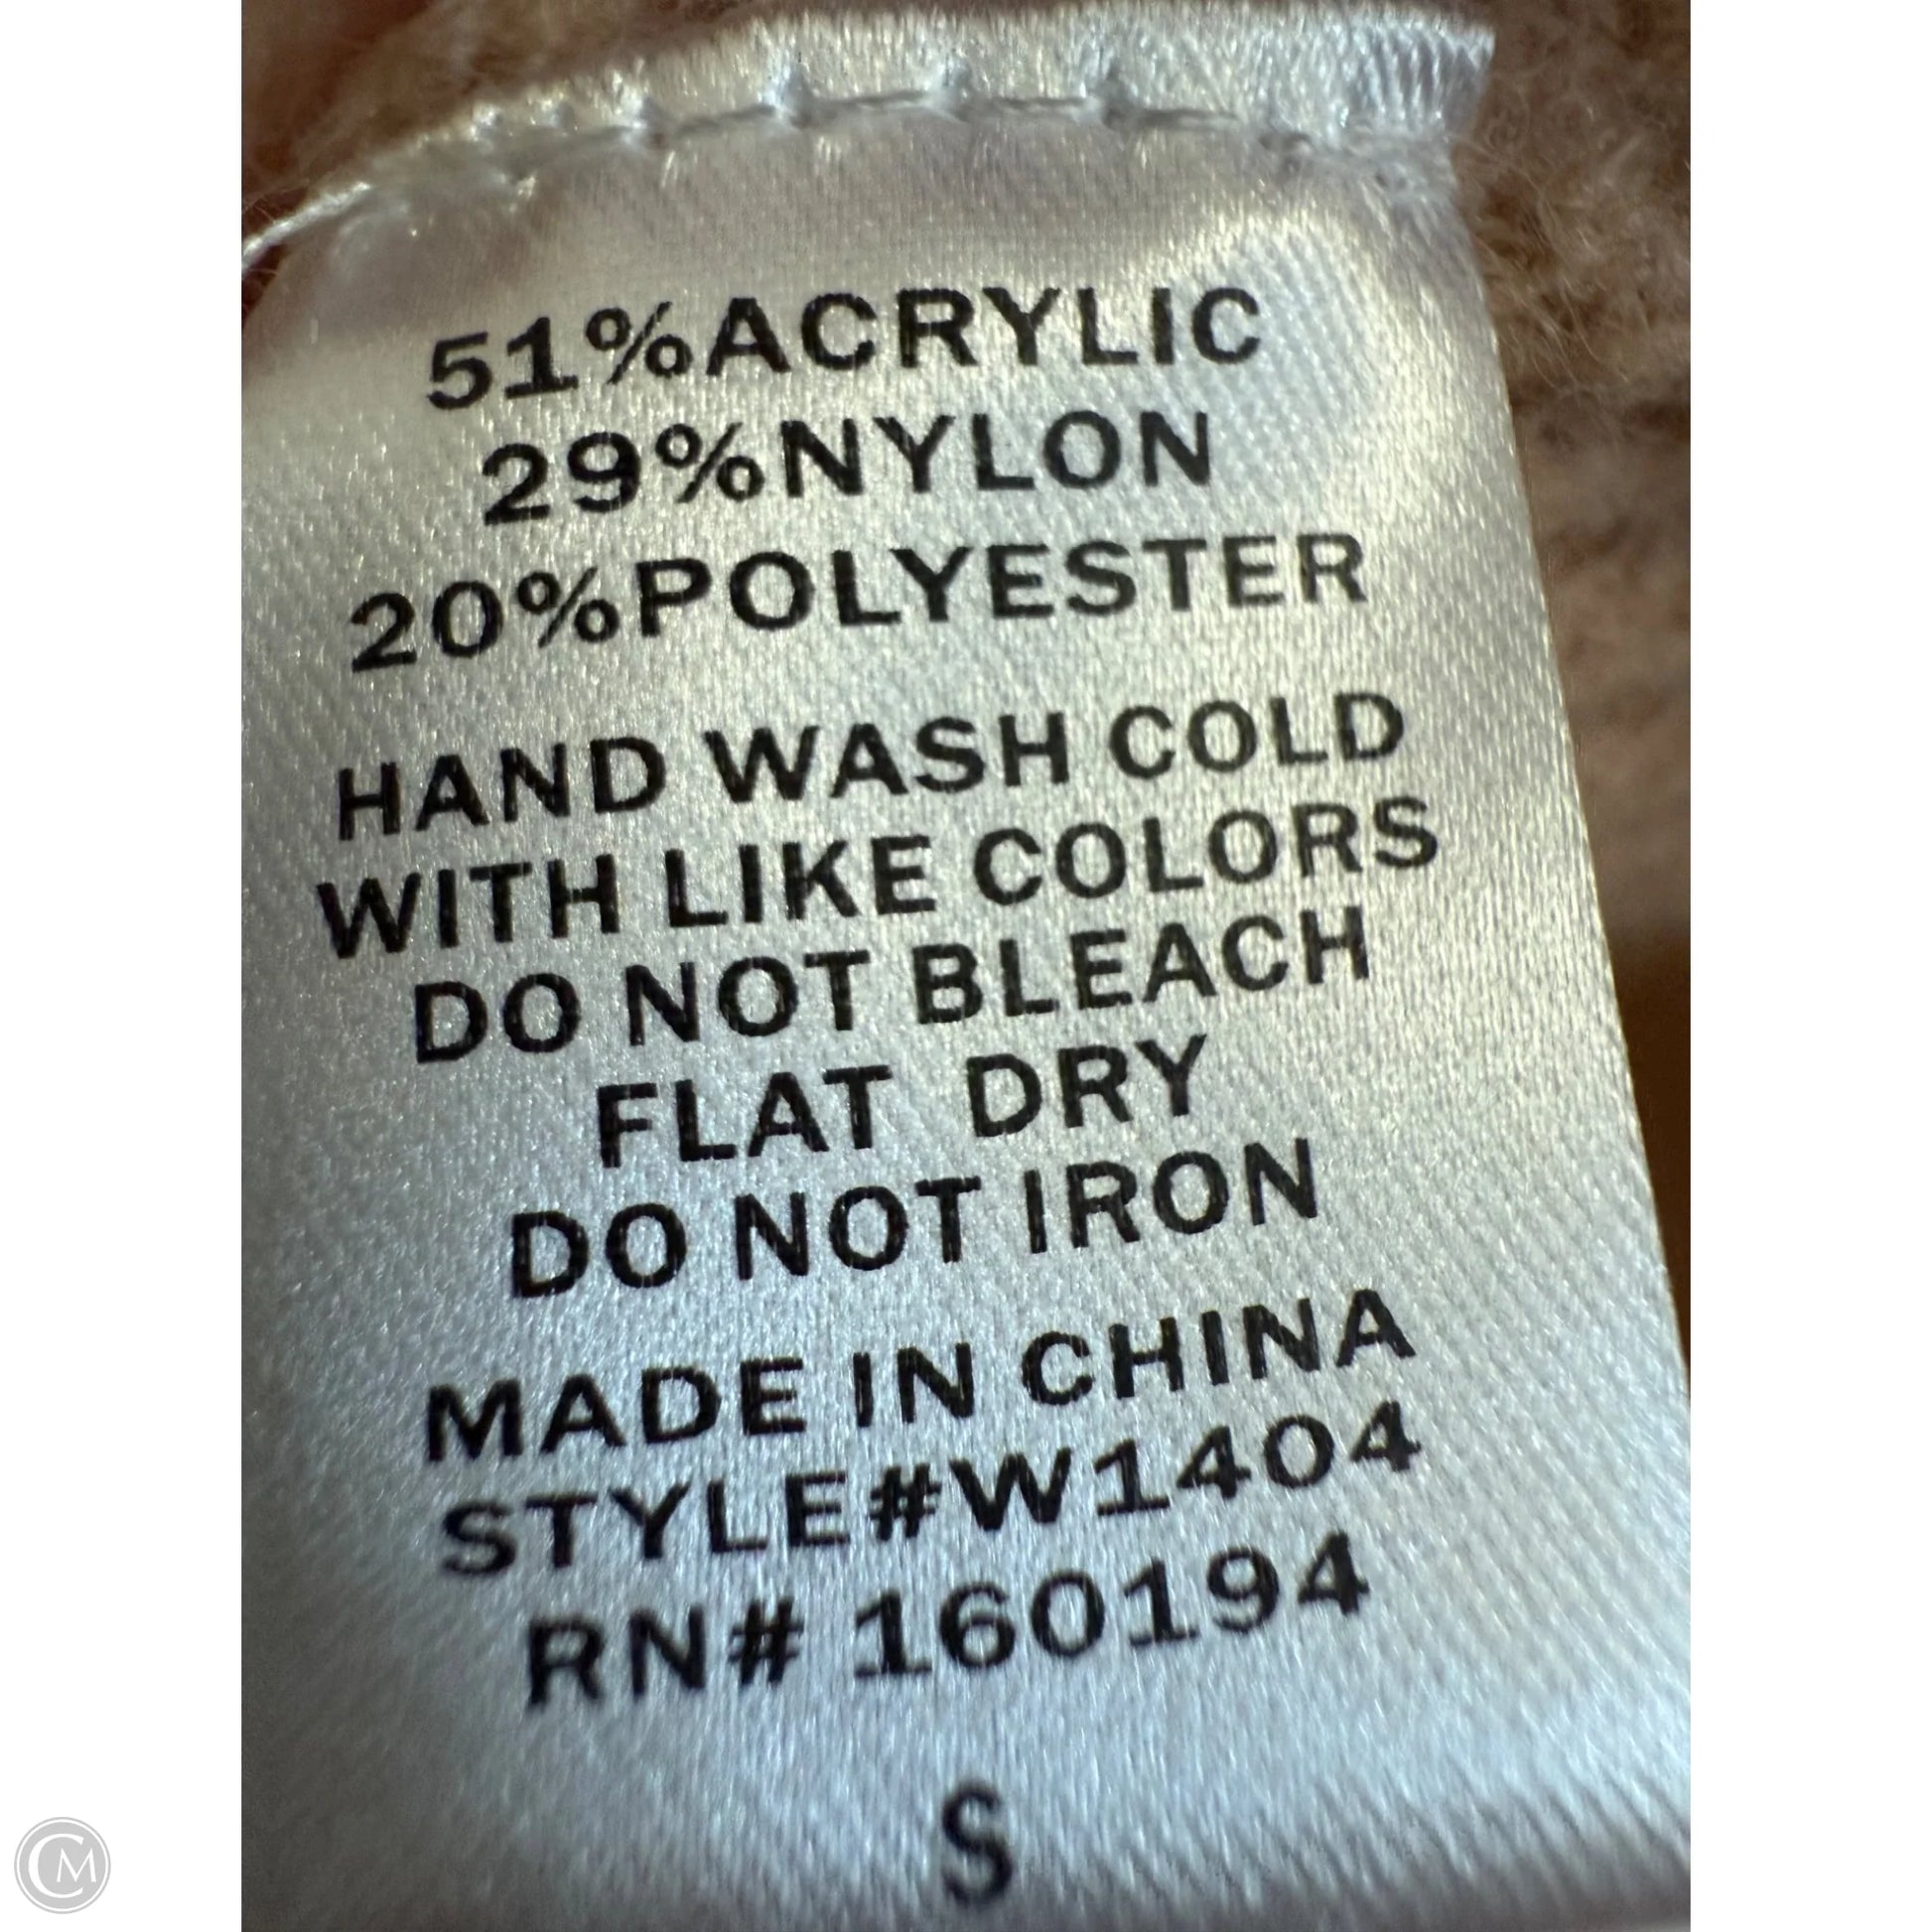 51%ACRYLIC
29%NYLON
20%POLYESTER
HAND WASH COLD
WITH LIKE COLORS
DO NOT BLEACH
FLAT DRY
DO NOT IRON
MADE IN CHINA
STYLE#W1404
RN# 160194
S
CM